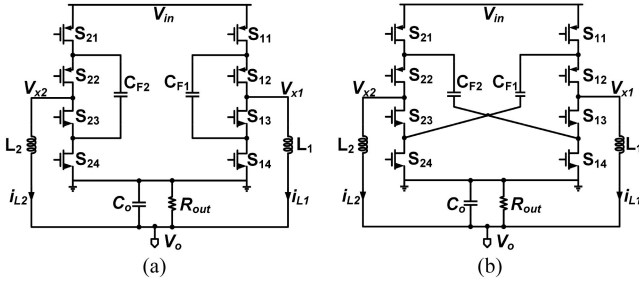 V_in
S_21
S_11
S_22
S_12
C_F2
C_F1
V_x2
V_x1
S_23
S_13
L_2
L_1
S_24
S_14
i_L2
i_L1
C_o
R_out
V_o
(a)
V_in
S_21
S_11
S_22
S_12
C_F2
C_F1
V_x2
V_x1
S_23
S_13
L_2
L_1
S_24
S_14
i_L2
i_L1
C_o
R_out
V_o
(b)